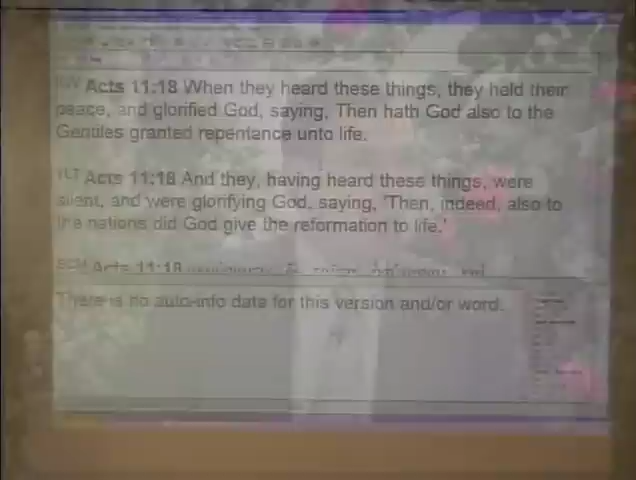 Acts 11:18 When they heard these things, they held their
peace, and glorified God, saying, Then hath God also to the
Gentiles granted repentance unto life.
YLT Acts 11:18 And they, having heard these things, were
silent, and were glorifying God, saying, 'Then, indeed, also to
the nations did God give the reformation to life.'
Acts 11:18
There is no auto-info data for this version and/or word.